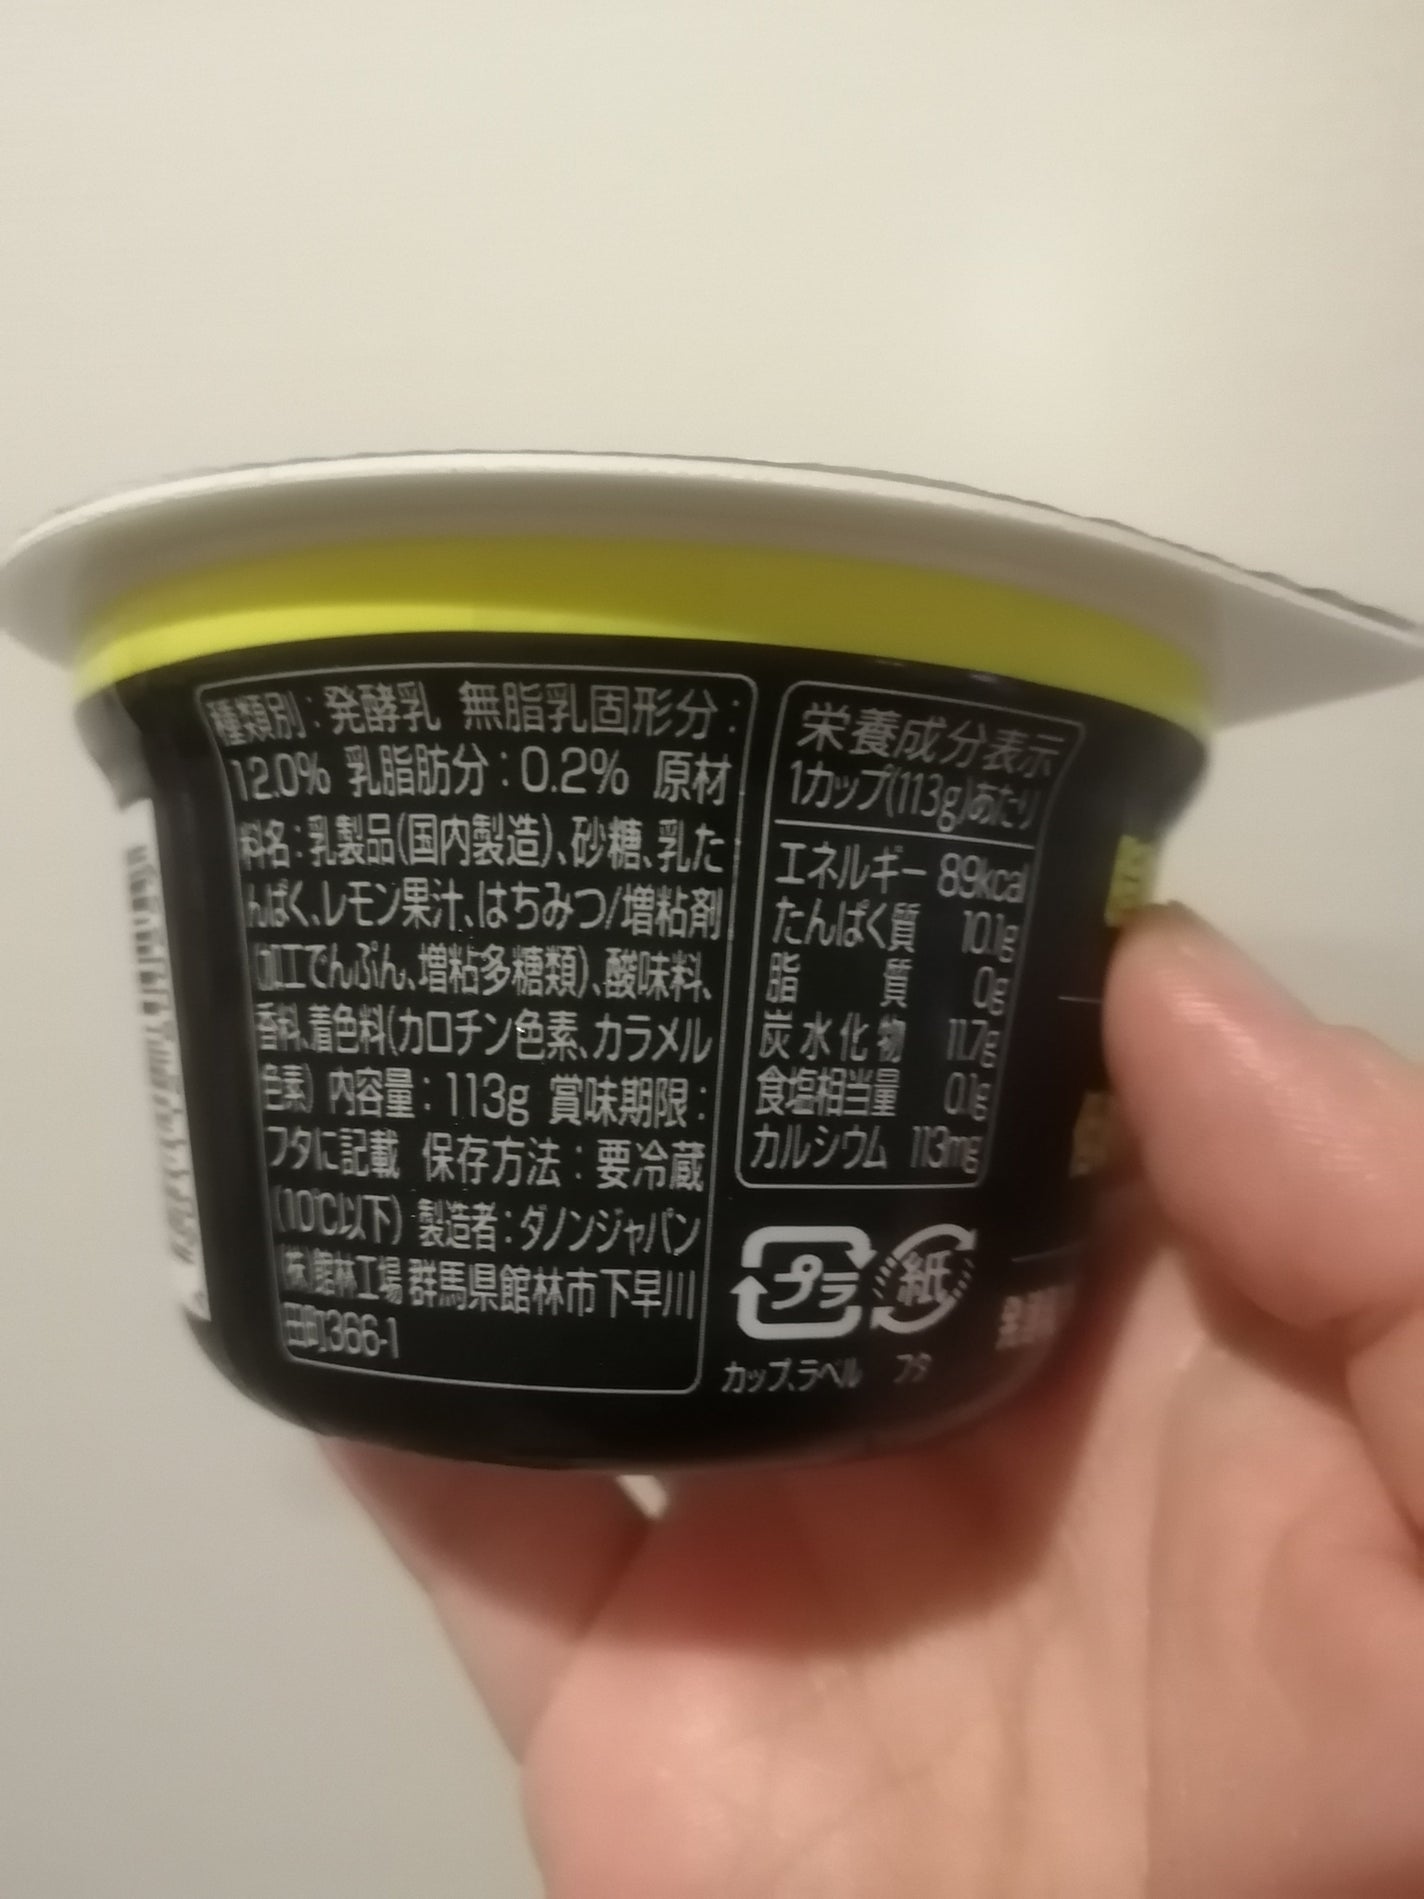 種類別：発酵乳 無脂乳固形分：
12.0% 乳脂肪分：0.2% 原材
料名：乳製品(国内製造)、砂糖、乳た
んぱく、レモン果汁、はちみつ/増粘剤
(加工でんぷん、増粘多糖類)、酸味料、
香料、着色料(カロチン色素、カラメル
色素) 内容量：113g 賞味期限：
フタに記載 保存方法：要冷蔵
(10℃以下) 製造者：ダノンジャパン
(株)館林工場 群馬県館林市下早川
田町366-1
栄養成分表示
1カップ(113g)あたり
エネルギー 89kcal
たんぱく質 10.1g
脂質 0g
炭水化物 11.7g
食塩相当量 0.1g
カルシウム 113mg
プラ 紙
カップ、ラベル フタ